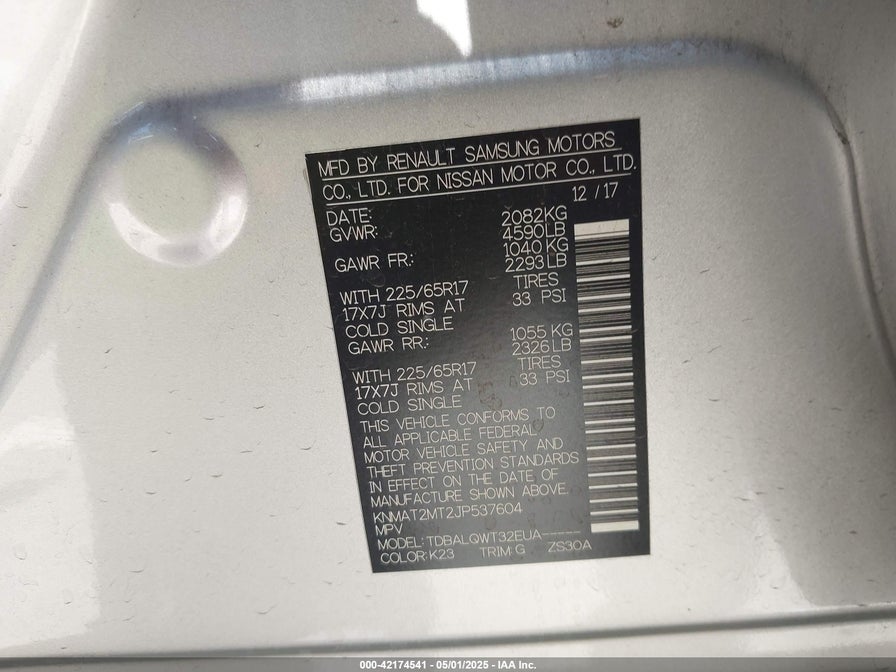 MFD BY RENAULT SAMSUNG MOTORS
CO., LTD. FOR NISSAN MOTOR CO., LTD.
12 / 17
DATE:
GVWR: 2082KG
4590LB
GAWR FR.: 1040 KG
2293LB
WITH 225/65R17 TIRES
17X7J RIMS AT 33 PSI
COLD SINGLE
GAWR RR.: 1055 KG
2326LB
WITH 225/65R17 TIRES
17X7J RIMS AT 33 PSI
COLD SINGLE
THIS VEHICLE CONFORMS TO
ALL APPLICABLE FEDERAL
MOTOR VEHICLE SAFETY AND
THEFT PREVENTION STANDARDS
IN EFFECT ON THE DATE OF
MANUFACTURE SHOWN ABOVE.
KNMAT2MT2JP537604
MPV
MODEL: TDBALQWT32EUA-----
COLOR: K23 TRIM: G ZS30A
000-42174541 - 05/01/2025 - IAA Inc.